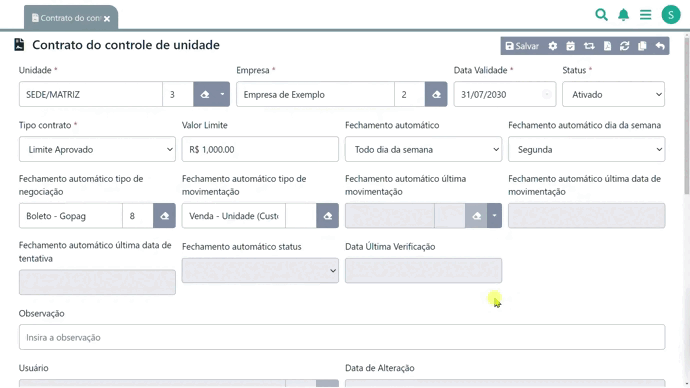 Contrato do con
S
Contrato do controle de unidade
Salvar
Unidade *
Empresa *
Data Validade *
Status *
SEDE/MATRIZ
3
Empresa de Exemplo
2
31/07/2030
Ativado
Tipo contrato *
Valor Limite
Fechamento automático
Fechamento automático dia da semana
Limite Aprovado
R$ 1,000.00
Todo dia da semana
Segunda
Fechamento automático tipo de negociação
Fechamento automático tipo de movimentação
Fechamento automático última movimentação
Fechamento automático última data de movimentação
Boleto - Gopag
8
Venda - Unidade (Cust
Fechamento automático última data de tentativa
Fechamento automático status
Data Última Verificação
Observação
Insira a observação
Usuário
Data de Alteração